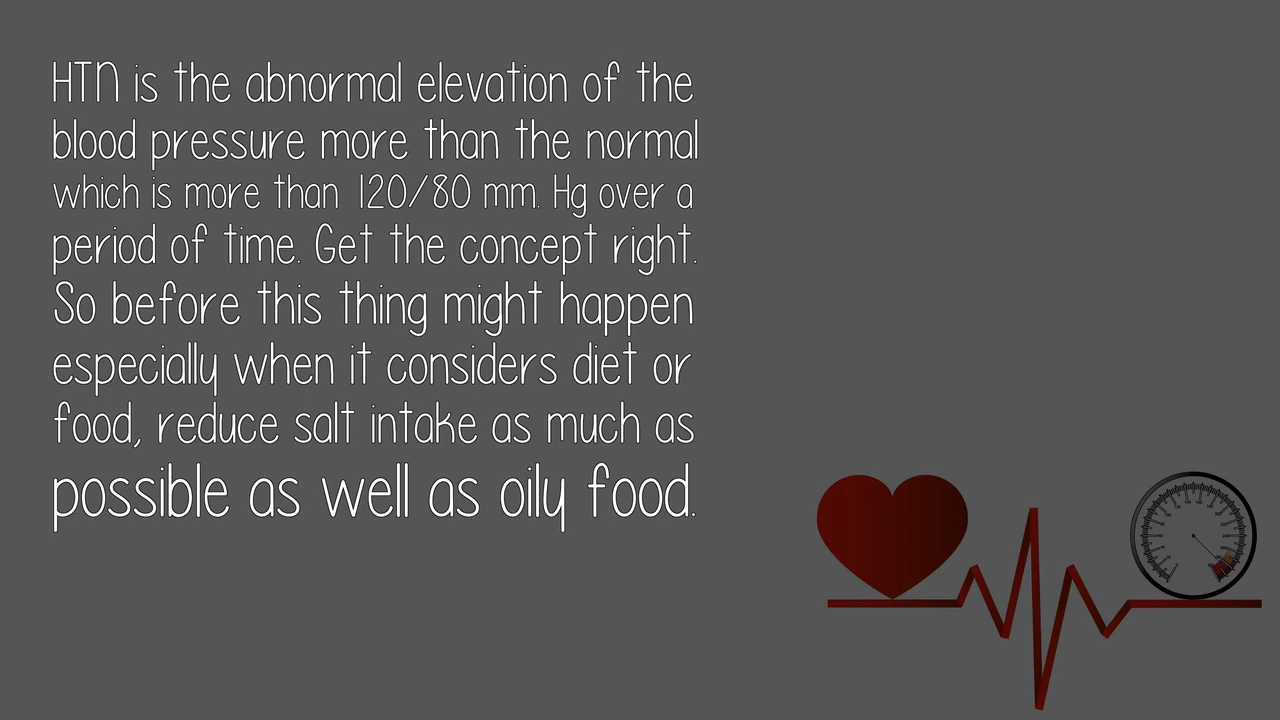 HTN is the abnormal elevation of the
blood pressure more than the normal
which is more than 120/80 mm. Hg over a
period of time. Get the concept right.
So before this thing might happen
especially when it considers diet or
food, reduce salt intake as much as
possible as well as oily food.